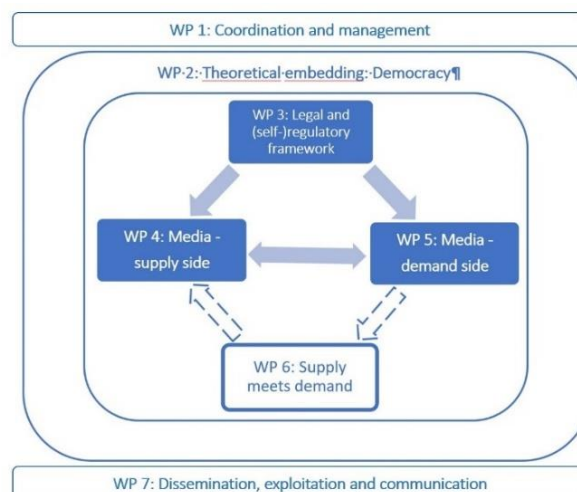 WP 1: Coordination and management
WP·2:·Theoretical·embedding:·Democracy¶
WP 3: Legal and
(self-)regulatory
framework
WP 4: Media -
supply side
WP 5: Media -
demand side
WP 6: Supply
meets demand
WP 7: Dissemination, exploitation and communication